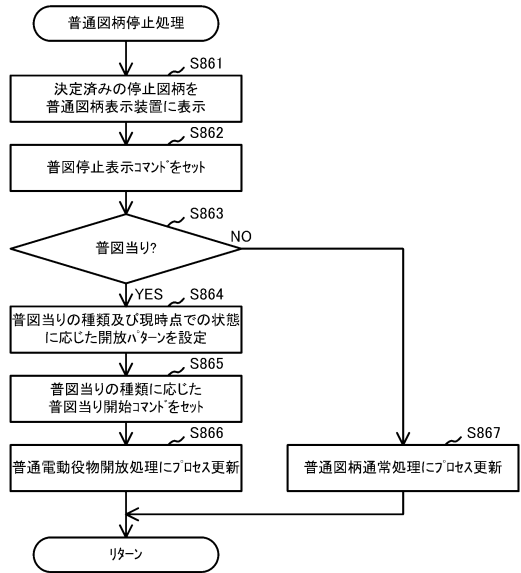 普通図柄停止処理
S861
決定済みの停止図柄を
普通図柄表示装置に表示
S862
普図停止表示ｺﾏﾝﾄﾞをｾｯﾄ
S863
普図当り?
NO
YES
S864
普図当りの種類及び現時点での状態
に応じた開放ﾊﾟﾀｰﾝを設定
S865
普図当りの種類に応じた
普図当り開始ｺﾏﾝﾄﾞをｾｯﾄ
S866
普通電動役物開放処理にﾌﾟﾛｾｽ更新
S867
普通図柄通常処理にﾌﾟﾛｾｽ更新
ﾘﾀｰﾝ